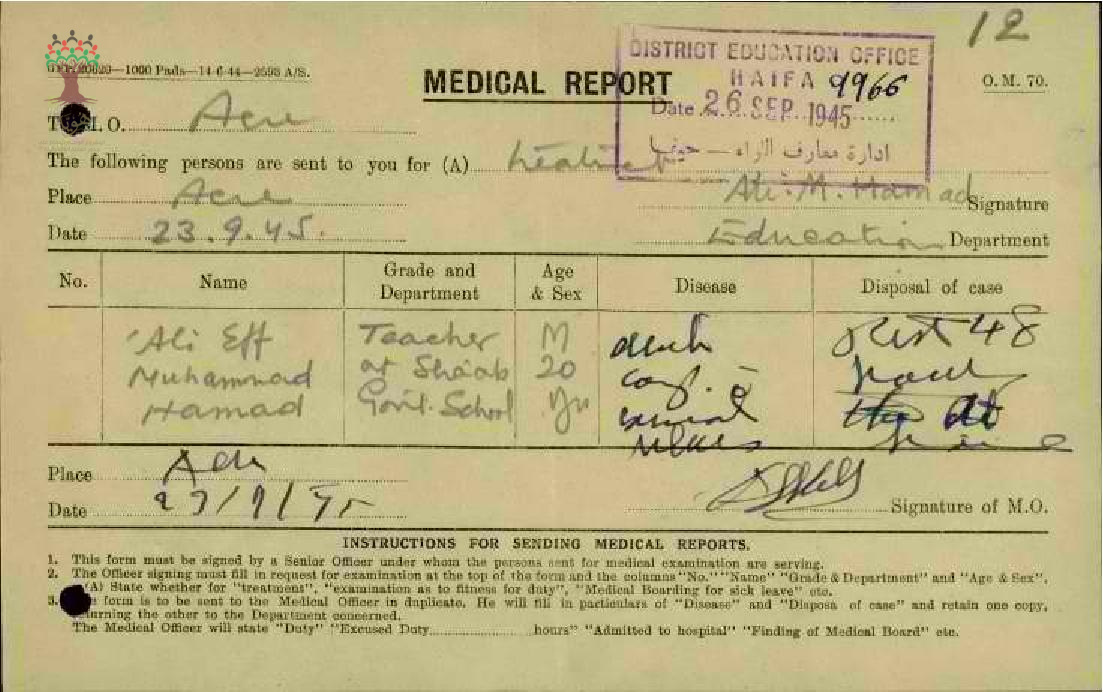 12
DISTRICT EDUCATION OFFICE
HAIFA 9966
Date 26 SEP 1945
ادارة معارف اللواء — حيفا
1000 Pads—14-6-44—2593 A/S.
MEDICAL REPORT
O. M. 70.
M. O. Acre
The following persons are sent to you for (A)
Place Acre
Ali. M. Hamad Signature
Date 23.9.45.
Education Department
No. Name Grade and Department Age & Sex Disease Disposal of case
'Ali Eff Teacher M Rest 48
Muhammad at Sha'ab 20
Hamad Govt. School
Place
Date
Signature of M.O.
INSTRUCTIONS FOR SENDING MEDICAL REPORTS.
1. This form must be signed by a Senior Officer under whom the persons sent for medical examination are serving.
2. The Officer signing must fill in request for examination at the top of the form and the columns "No." "Name" "Grade & Department" and "Age & Sex",
(A) State whether for "treatment", "examination as to fitness for duty", "Medical Boarding for sick leave" etc.
3. form is to be sent to the Medical Officer in duplicate. He will fill in particulars of "Disease" and "Disposa of case" and retain one copy,
the other to the Department concerned.
The Medical Officer will state "Duty" "Excused Duty hours" "Admitted to hospital" "Finding of Medical Board" etc.